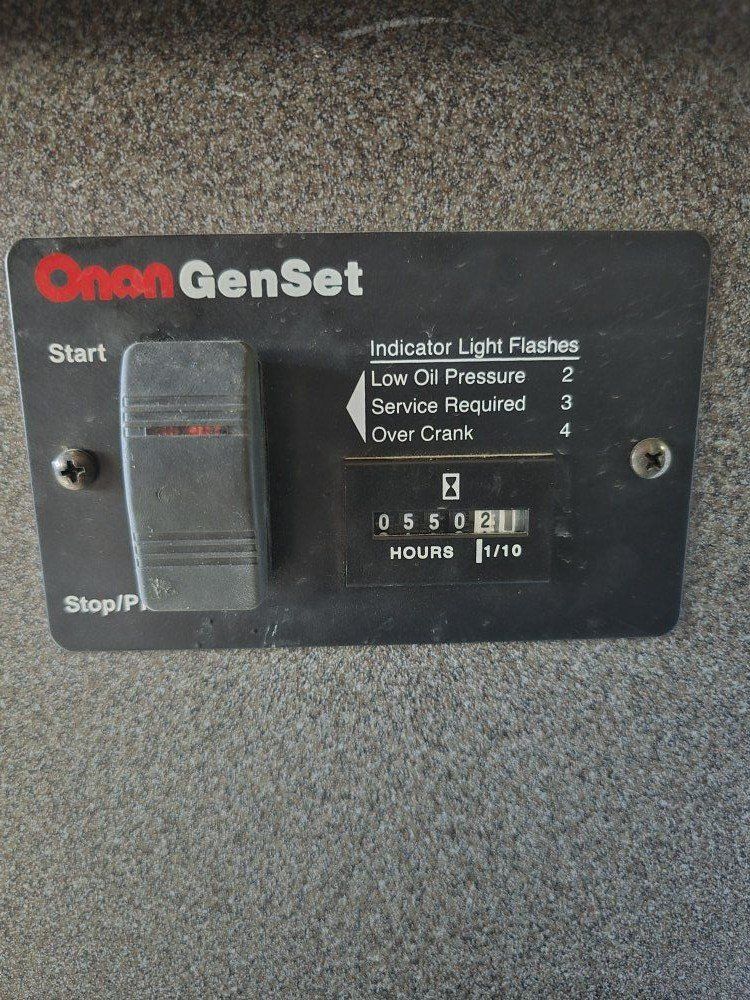 Onan GenSet
Start
Indicator Light Flashes
Low Oil Pressure 2
Service Required 3
Over Crank 4
0 5 5 0 2
HOURS 1/10
Stop/P